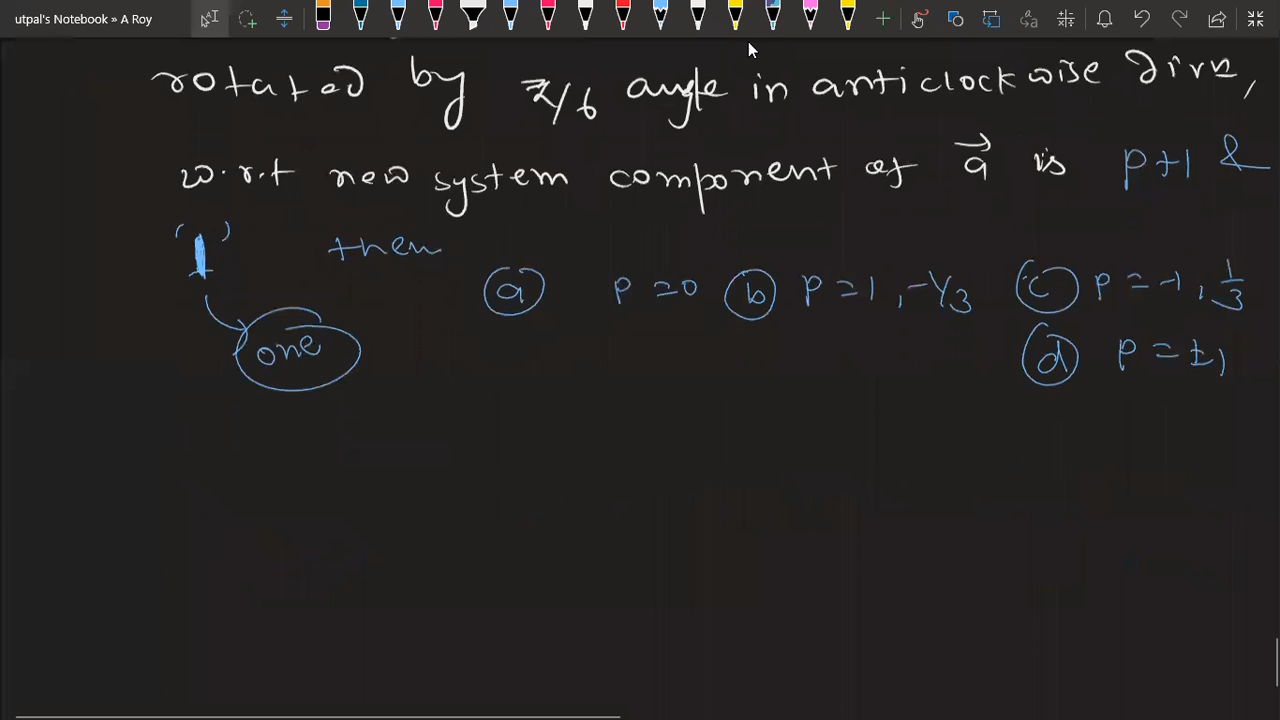 utpal's Notebook » A Roy
rotated by π/6 angle in anticlockwise dirn,
w.r.t new system component of a⃗ is p+1 &
'1' then
(a) p=0 (b) p=1, -1/3 (c) p=-1, 1/3
one (d) p=±1